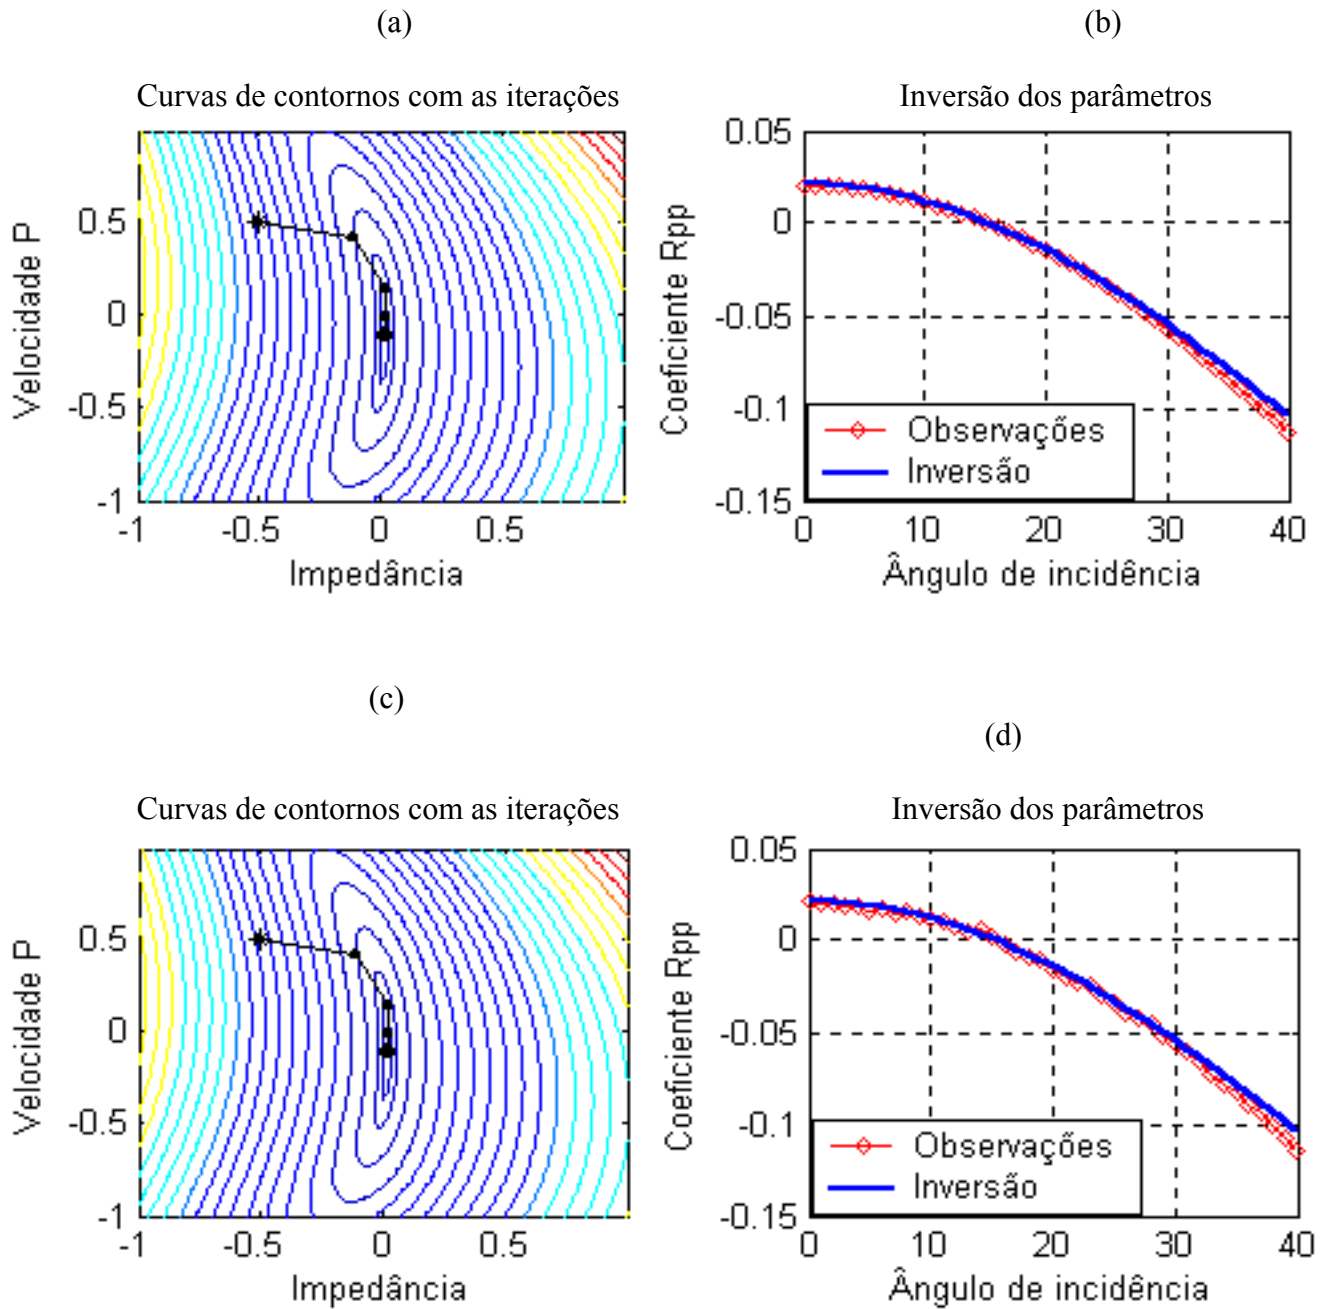 (a)
(b)
Curvas de contornos com as iterações
Inversão dos parâmetros
Velocidade P
0.5
0
-0.5
-1
-1
-0.5
0
0.5
Impedância
Coeficiente Rpp
0.05
0
-0.05
-0.1
-0.15
Observações
Inversão
0
10
20
30
40
Ângulo de incidência
(c)
(d)
Curvas de contornos com as iterações
Inversão dos parâmetros
Velocidade P
0.5
0
-0.5
-1
-1
-0.5
0
0.5
Impedância
Coeficiente Rpp
0.05
0
-0.05
-0.1
-0.15
Observações
Inversão
0
10
20
30
40
Ângulo de incidência